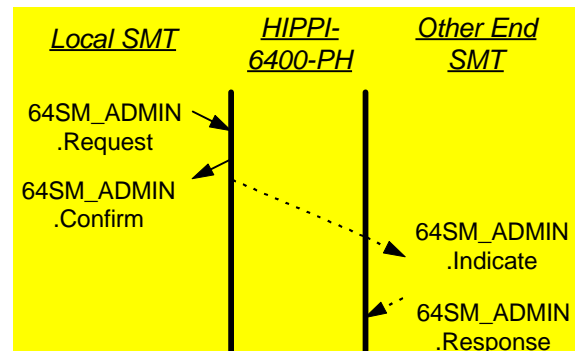 Local SMT
HIPPI-
6400-PH
Other End
SMT
64SM_ADMIN
.Request
64SM_ADMIN
.Confirm
64SM_ADMIN
.Indicate
64SM_ADMIN
.Response